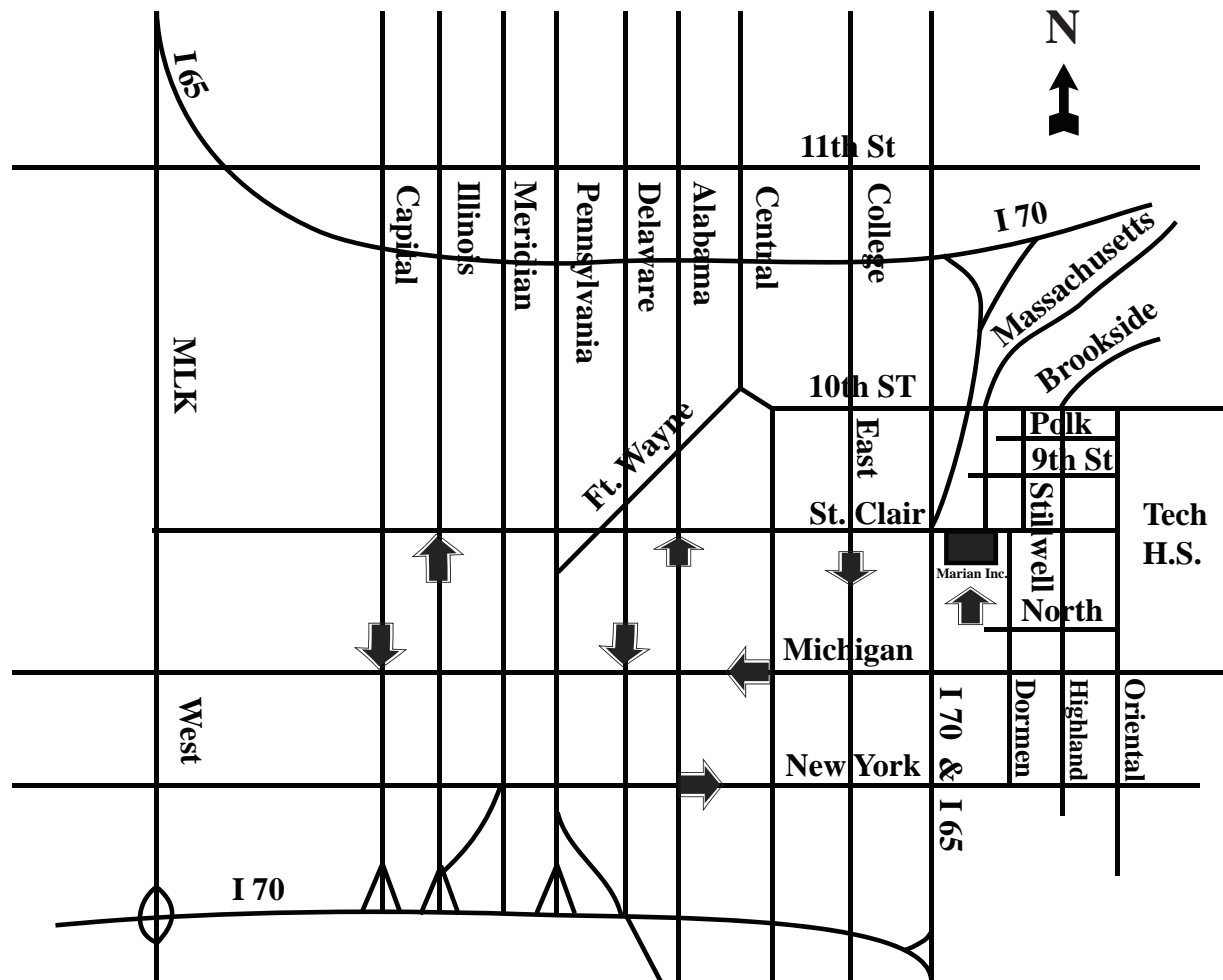 N
I 65
11th St
Capital
Illinois
Meridian
Pennsylvania
Delaware
Alabama
Central
College
I 70
Massachusetts
Brookside
MLK
10th ST
Ft. Wayne
East
Polk
9th St
Stillwell
St. Clair
Tech
H.S.
Marian Inc.
North
Michigan
West
I 70 & I 65
Dormen
Highland
Oriental
New York
I 70